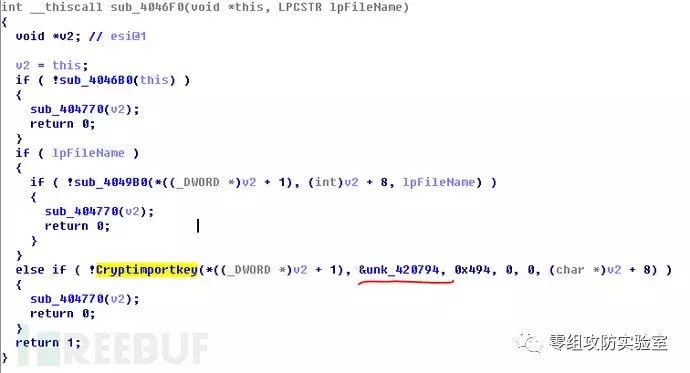 int __thiscall sub_4046F0(void *this, LPCSTR lpFileName)
{
  void *v2; // esi@1

  v2 = this;
  if ( !sub_4046B0(this) )
  {
    sub_404770(v2);
    return 0;
  }
  if ( lpFileName )
  {
    if ( !sub_4049B0(*((_DWORD *)v2 + 1), (int)v2 + 8, lpFileName) )
    {
      sub_404770(v2);
      return 0;
    }
  }
  else if ( !Cryptimportkey(*((_DWORD *)v2 + 1), &unk_420794, 0x494, 0, 0, (char *)v2 + 8) )
  {
    sub_404770(v2);
    return 0;
  }
  return 1;
}
REEBUF
零组攻防实验室